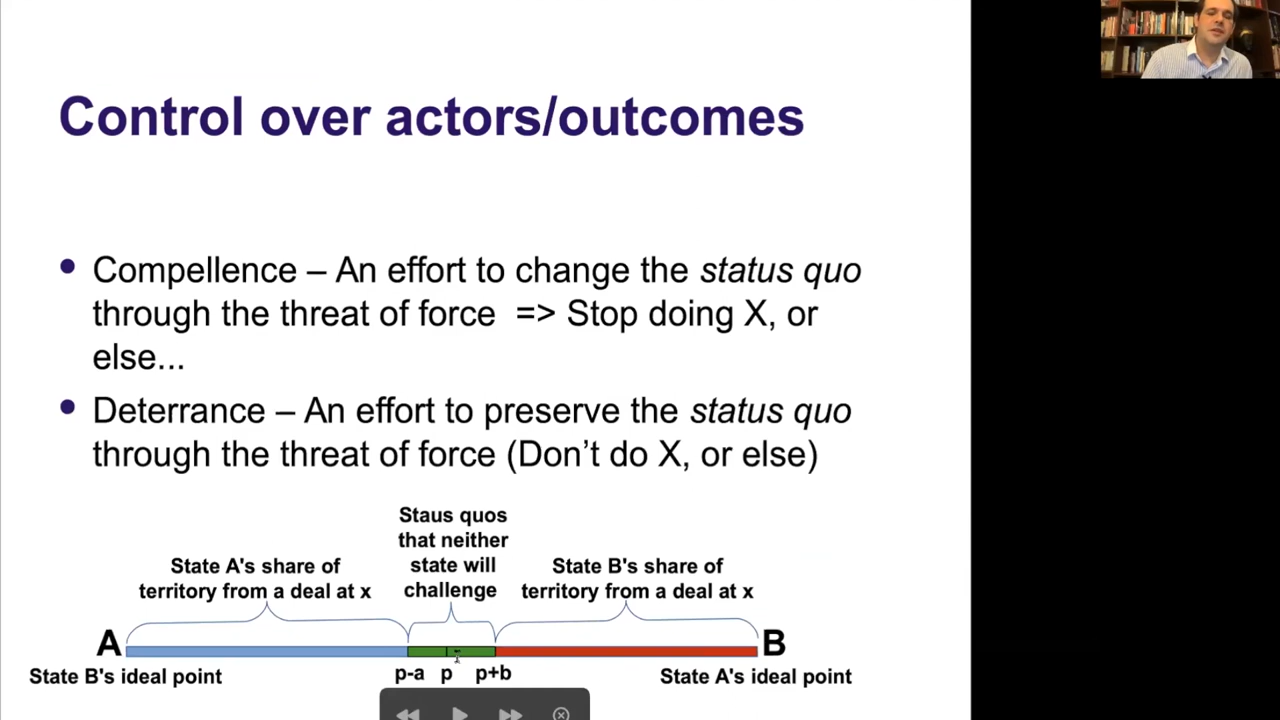 Control over actors/outcomes
Compellence – An effort to change the status quo
through the threat of force => Stop doing X, or
else...
Deterrance – An effort to preserve the status quo
through the threat of force (Don’t do X, or else)
Staus quos
that neither
state will
challenge
State A's share of
territory from a deal at x
State B's share of
territory from a deal at x
A
B
State B's ideal point
p-a
p
p+b
State A's ideal point